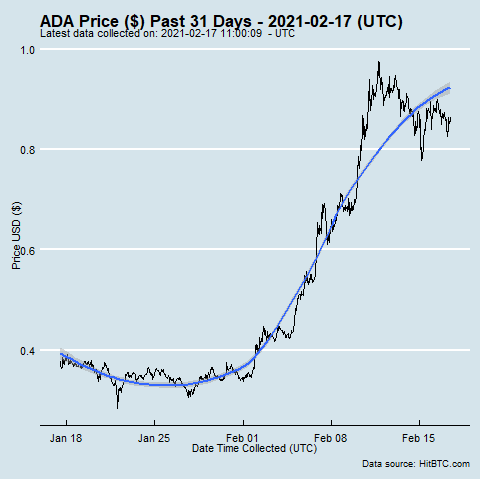 ADA Price ($) Past 31 Days - 2021-02-17 (UTC)
Latest data collected on: 2021-02-17 11:00:09  - UTC
1.0
0.8
0.6
0.4
Price USD ($)
Jan 18 Jan 25 Feb 01 Feb 08 Feb 15
Date Time Collected (UTC)
Data source: HitBTC.com